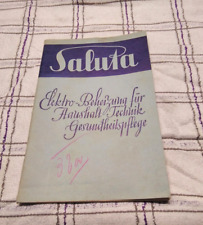 Saluta
Elektro-Beheizung für
Haushalt & Technik
Gesundheitspflege